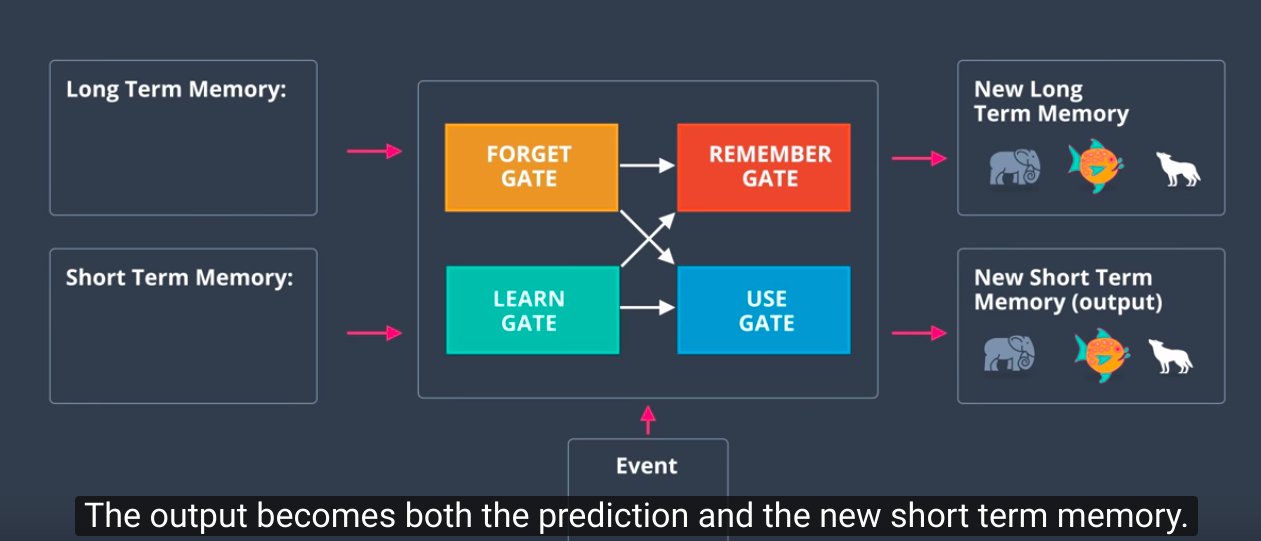 Long Term Memory:
Short Term Memory:
FORGET
GATE
REMEMBER
GATE
LEARN
GATE
USE
GATE
New Long
Term Memory
New Short Term
Memory (output)
Event
The output becomes both the prediction and the new short term memory.